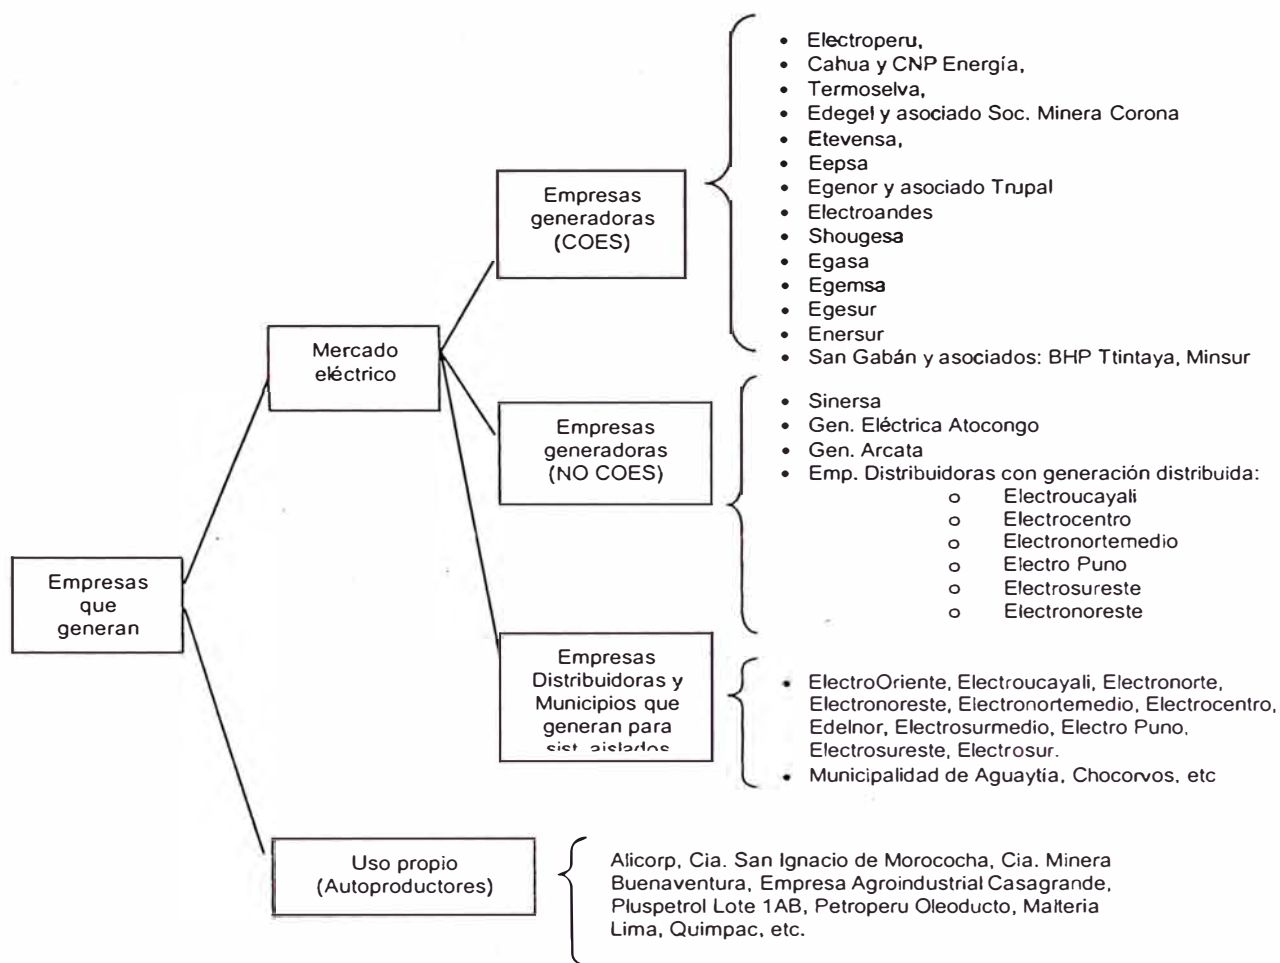 • Electroperu,
• Cahua y CNP Energía,
• Termoselva,
• Edegel y asociado Soc. Minera Corona
• Etevensa,
• Eepsa
• Egenor y asociado Trupal
• Electroandes
• Shougesa
• Egasa
• Egemsa
• Egesur
• Enersur
• San Gabán y asociados: BHP Ttintaya, Minsur
Empresas
generadoras
(COES)
Mercado
eléctrico
Empresas
generadoras
(NO COES)
• Sinersa
• Gen. Eléctrica Atocongo
• Gen. Arcata
• Emp. Distribuidoras con generación distribuida:
o Electroucayali
o Electrocentro
o Electronortemedio
o Electro Puno
o Electrosureste
o Electronoreste
Empresas
que
generan
Empresas
Distribuidoras y
Municipios que
generan para
sist. aislados
• ElectroOriente, Electroucayali, Electronorte,
Electronoreste, Electronortemedio, Electrocentro,
Edelnor, Electrosurmedio, Electro Puno,
Electrosureste, Electrosur.
• Municipalidad de Aguaytía, Chocorvos, etc
Uso propio
(Autoproductores)
Alicorp, Cia. San Ignacio de Morococha, Cia. Minera
Buenaventura, Empresa Agroindustrial Casagrande,
Pluspetrol Lote 1AB, Petroperu Oleoducto, Malteria
Lima, Quimpac, etc.